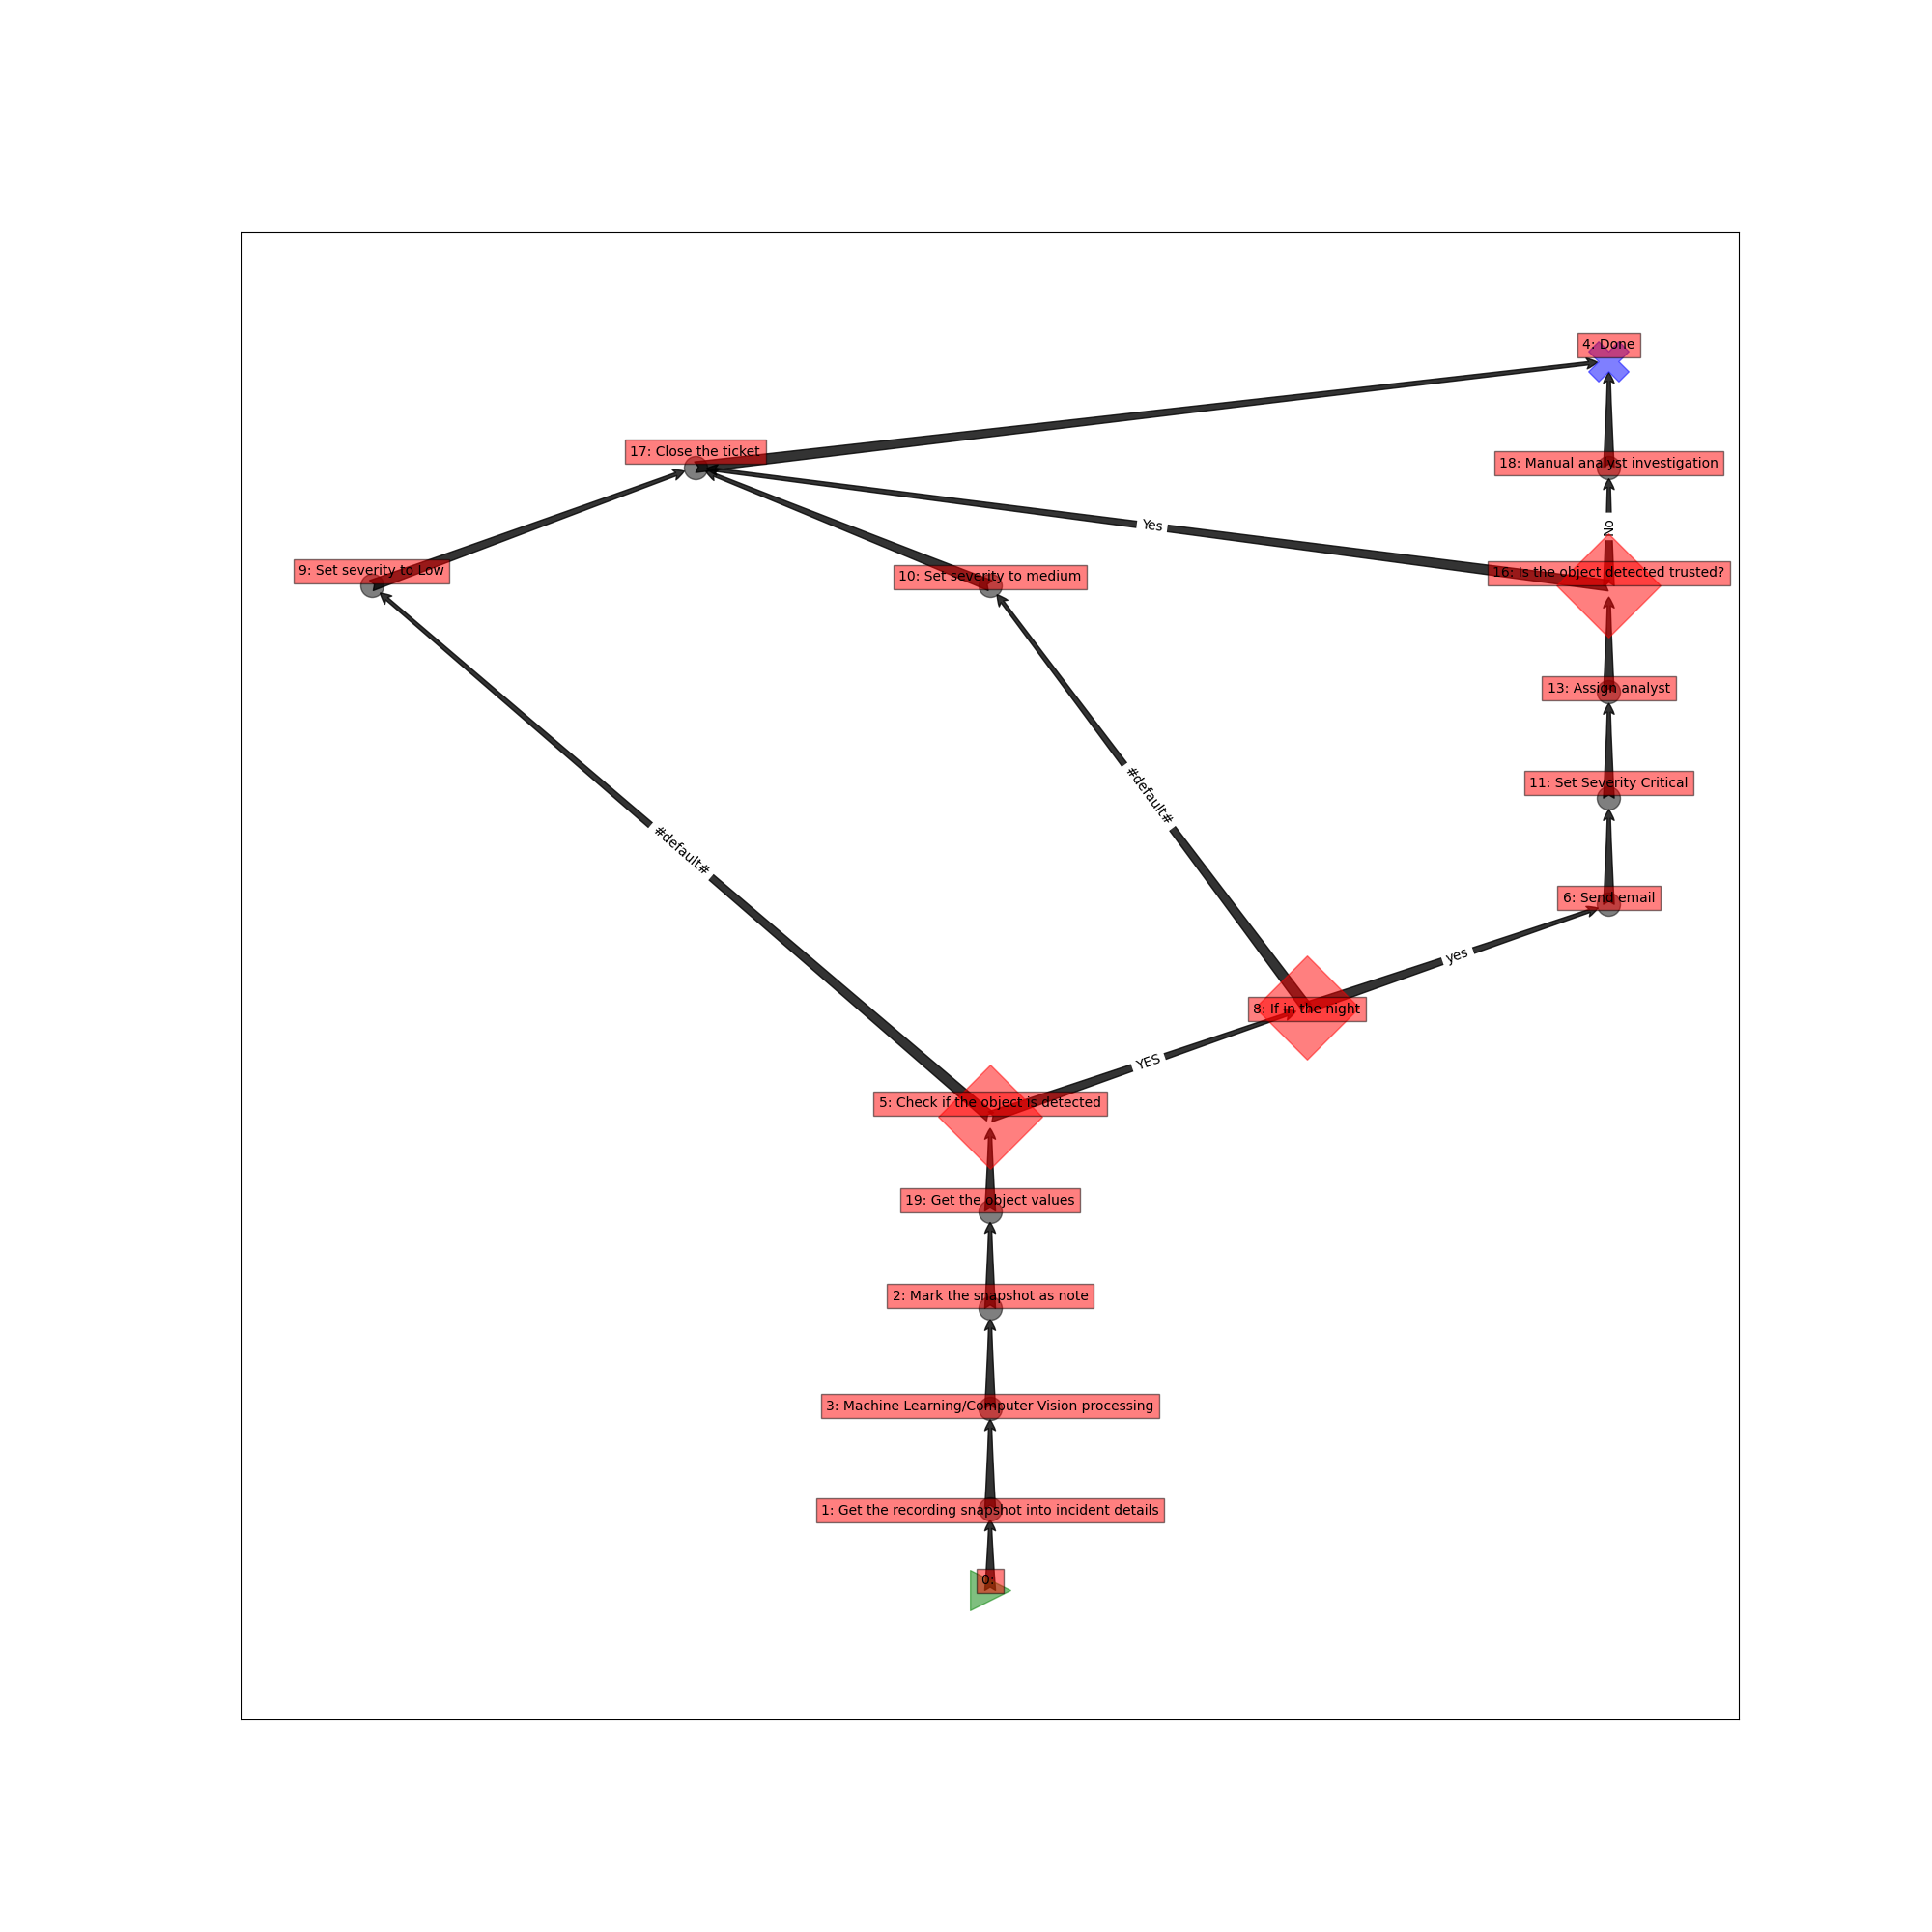 4: Done
17: Close the ticket
18: Manual analyst investigation
Yes
No
9: Set severity to Low
10: Set severity to medium
16: Is the object detected trusted?
13: Assign analyst
11: Set Severity Critical
#default#
#default#
6: Send email
yes
8: If in the night
YES
5: Check if the object is detected
19: Get the object values
2: Mark the snapshot as note
3: Machine Learning/Computer Vision processing
1: Get the recording snapshot into incident details
0: